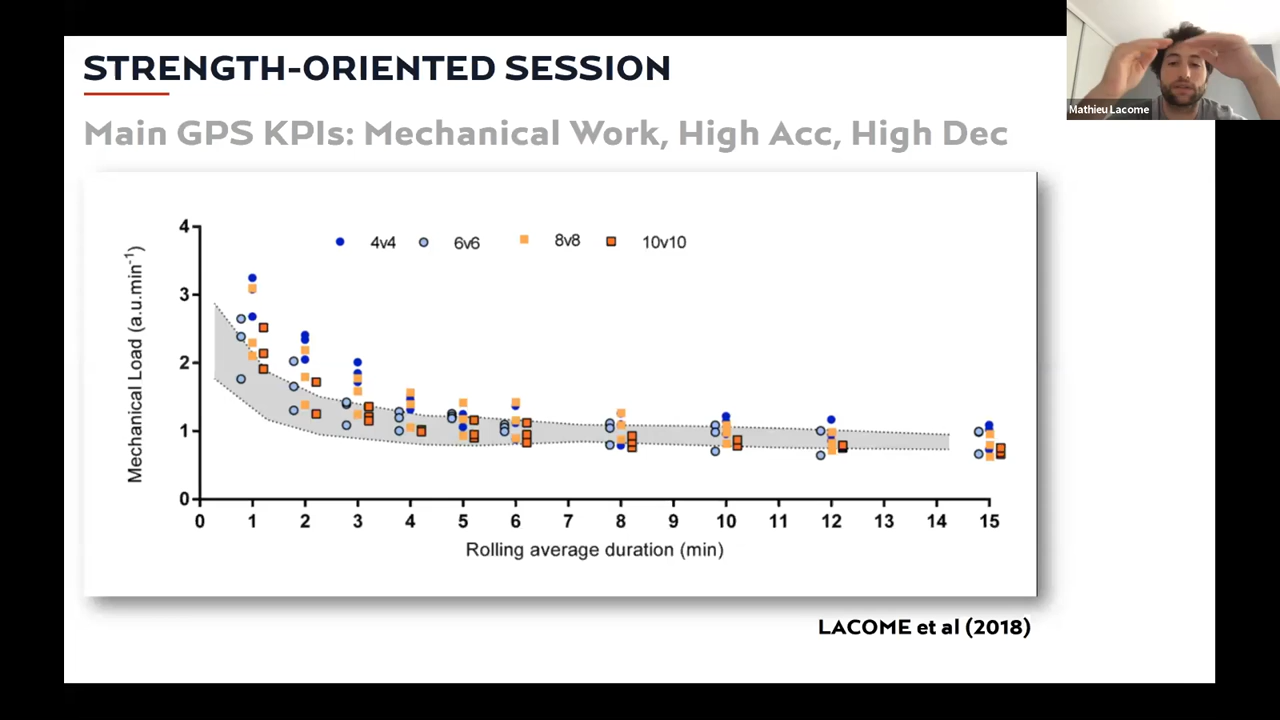 STRENGTH-ORIENTED SESSION
Mathieu Lacome
Main GPS KPIs: Mechanical Work, High Acc, High Dec
4v4 6v6 8v8 10v10
Mechanical Load (a.u.min⁻¹)
4
3
2
1
0
0 1 2 3 4 5 6 7 8 9 10 11 12 13 14 15
Rolling average duration (min)
LACOME et al (2018)